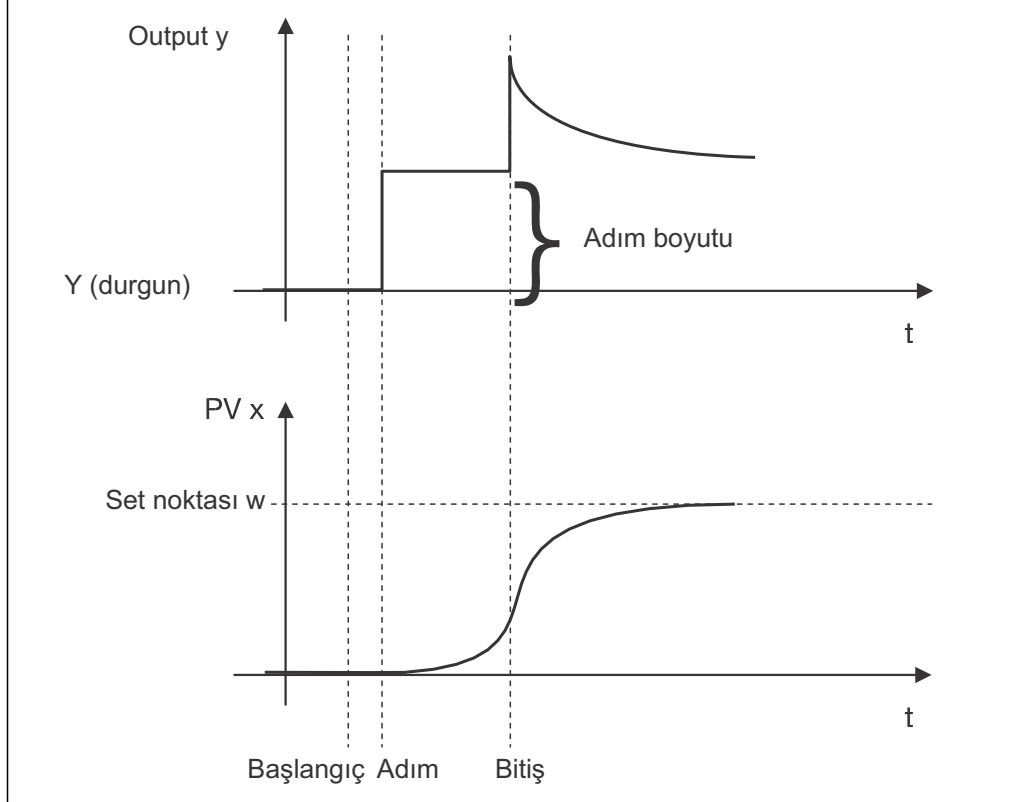 Output y
Adım boyutu
Y (durgun)
t
PV x
Set noktası w
t
Başlangıç Adım Bitiş